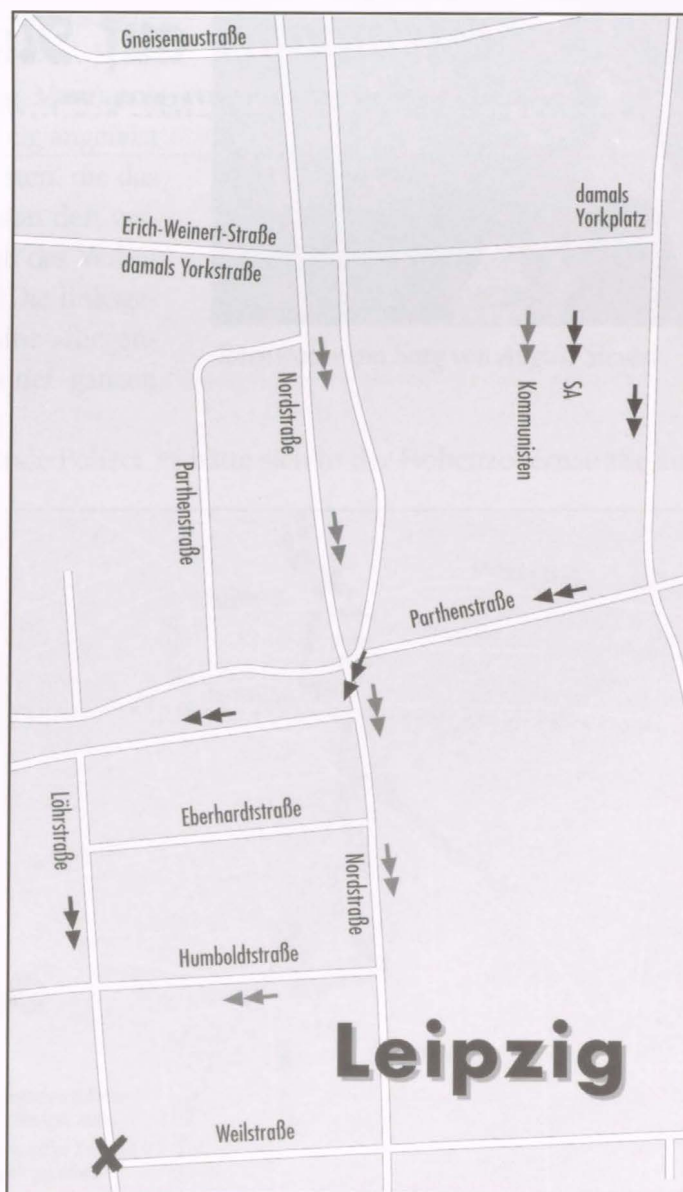 Gneisenaustraße
damals
Yorkplatz
Erich-Weinert-Straße
damals Yorkstraße
Nordstraße
Kommunisten
SA
Parthenstraße
Parthenstraße
Löhrstraße
Eberhardtstraße
Nordstraße
Humboldtstraße
Leipzig
Weilstraße